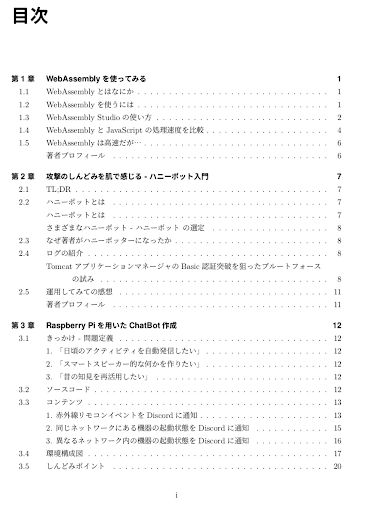 目次
第1章 WebAssembly を使ってみる 1
1.1 WebAssembly とはなにか . . . . . . . . . . . . . . . . . . . . 1
1.2 WebAssembly を使うには . . . . . . . . . . . . . . . . . . . . 1
1.3 WebAssembly Studio の使い方 . . . . . . . . . . . . . . . . . . . . 2
1.4 WebAssembly と JavaScript の処理速度を比較 . . . . . . . . . . . . . . . . . . . . 4
1.5 WebAssembly は高速だが… . . . . . . . . . . . . . . . . . . . . 6
著者プロフィール . . . . . . . . . . . . . . . . . . . . 6
第2章 攻撃のしんどみを肌で感じる - ハニーポット入門 7
2.1 TL;DR . . . . . . . . . . . . . . . . . . . . 7
2.2 ハニーポットとは . . . . . . . . . . . . . . . . . . . . 7
ハニーポットとは . . . . . . . . . . . . . . . . . . . . 7
さまざまなハニーポット - ハニーポット の選定 . . . . . . . . . . . . . . . . . . . . 8
2.3 なぜ著者がハニーポッターになったか . . . . . . . . . . . . . . . . . . . . 8
2.4 ログの紹介 . . . . . . . . . . . . . . . . . . . . 8
Tomcat アプリケーションマネージャの Basic 認証突破を狙ったブルートフォース
の試み . . . . . . . . . . . . . . . . . . . . 8
2.5 運用してみての感想 . . . . . . . . . . . . . . . . . . . . 11
著者プロフィール . . . . . . . . . . . . . . . . . . . . 11
第3章 Raspberry Pi を用いた ChatBot 作成 12
3.1 きっかけ - 問題定義 . . . . . . . . . . . . . . . . . . . . 12
1. 「日頃のアクティビティを自動発信したい」 . . . . . . . . . . . . . . . . . . . . 12
2. 「スマートスピーカー的な何かを作りたい」 . . . . . . . . . . . . . . . . . . . . 12
3. 「昔の知見を再活用したい」 . . . . . . . . . . . . . . . . . . . . 12
3.2 ソースコード . . . . . . . . . . . . . . . . . . . . 12
3.3 コンテンツ . . . . . . . . . . . . . . . . . . . . 13
1. 赤外線リモコンイベントを Discord に通知 . . . . . . . . . . . . . . . . . . . . 13
2. 同じネットワークにある機器の起動状態を Discord に通知 . . . . . . . . . . . . 15
3. 異なるネットワーク内の機器の起動状態を Discord に通知 . . . . . . . . . . . . 16
3.4 環境構成図 . . . . . . . . . . . . . . . . . . . . 17
3.5 しんどみポイント . . . . . . . . . . . . . . . . . . . . 20
i